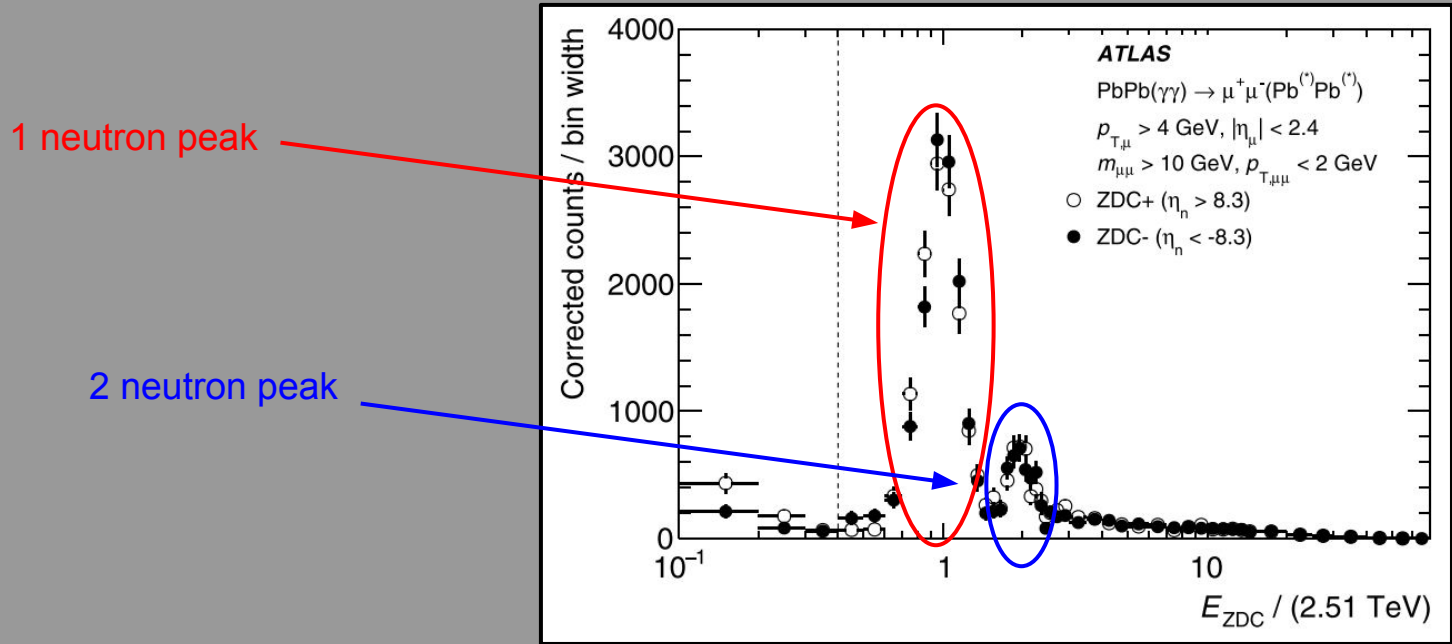 1 neutron peak
2 neutron peak
Corrected counts / bin width
4000
3000
2000
1000
0
ATLAS
PbPb(γγ) → μ⁺μ⁻(Pb⁽*⁾Pb⁽*⁾)
p_T,μ > 4 GeV, |η_μ| < 2.4
m_μμ > 10 GeV, p_T,μμ < 2 GeV
○ ZDC+ (η_n > 8.3)
● ZDC- (η_n < -8.3)
10⁻¹ 1 10
E_ZDC / (2.51 TeV)